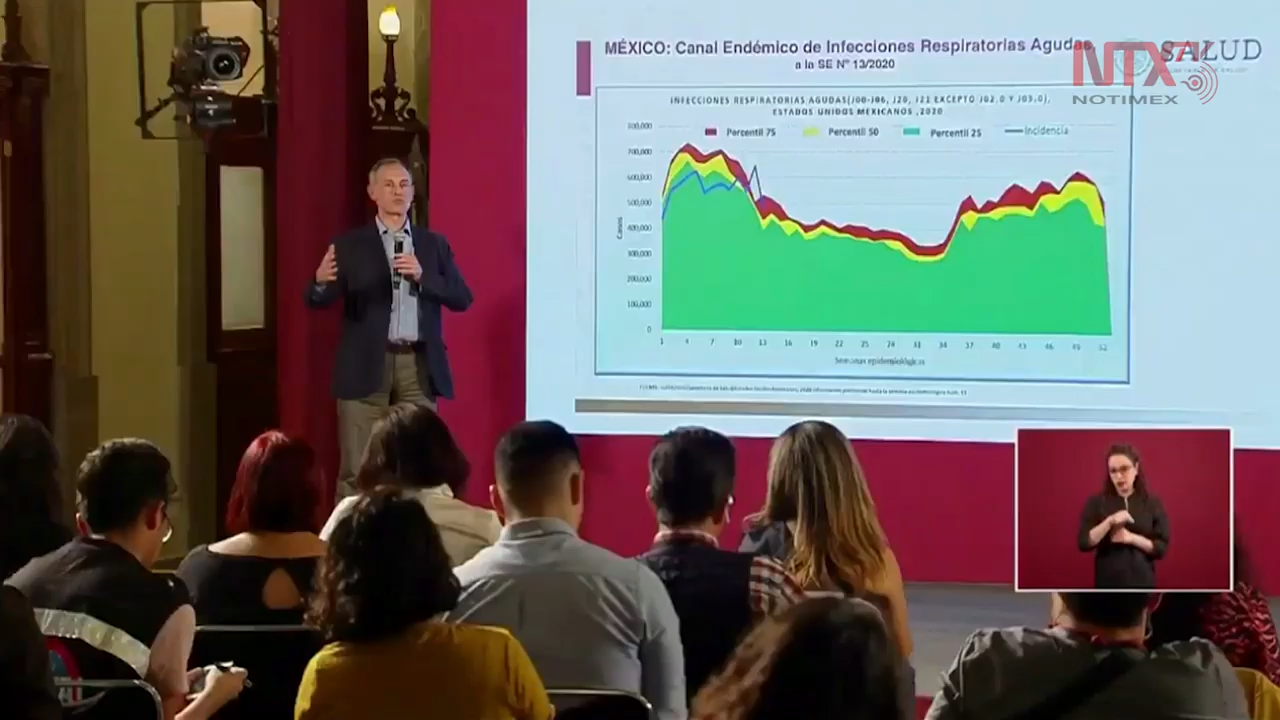 MÉXICO: Canal Endémico de Infecciones Respiratorias Agudas,
a la SE Nº 13/2020
NTX
NOTIMEX
SALUD
INFECCIONES RESPIRATORIAS AGUDAS(J00-J06, J20, J21 EXCEPTO J02.0 Y J03.0),
ESTADOS UNIDOS MEXICANOS ,2020
Percentil 75 Percentil 50 Percentil 25 Incidencia
800,000
700,000
600,000
500,000
400,000
300,000
200,000
100,000
0
Casos
1 4 7 10 13 16 19 22 25 28 31 34 37 40 43 46 49 52
Semanas epidemiológicas